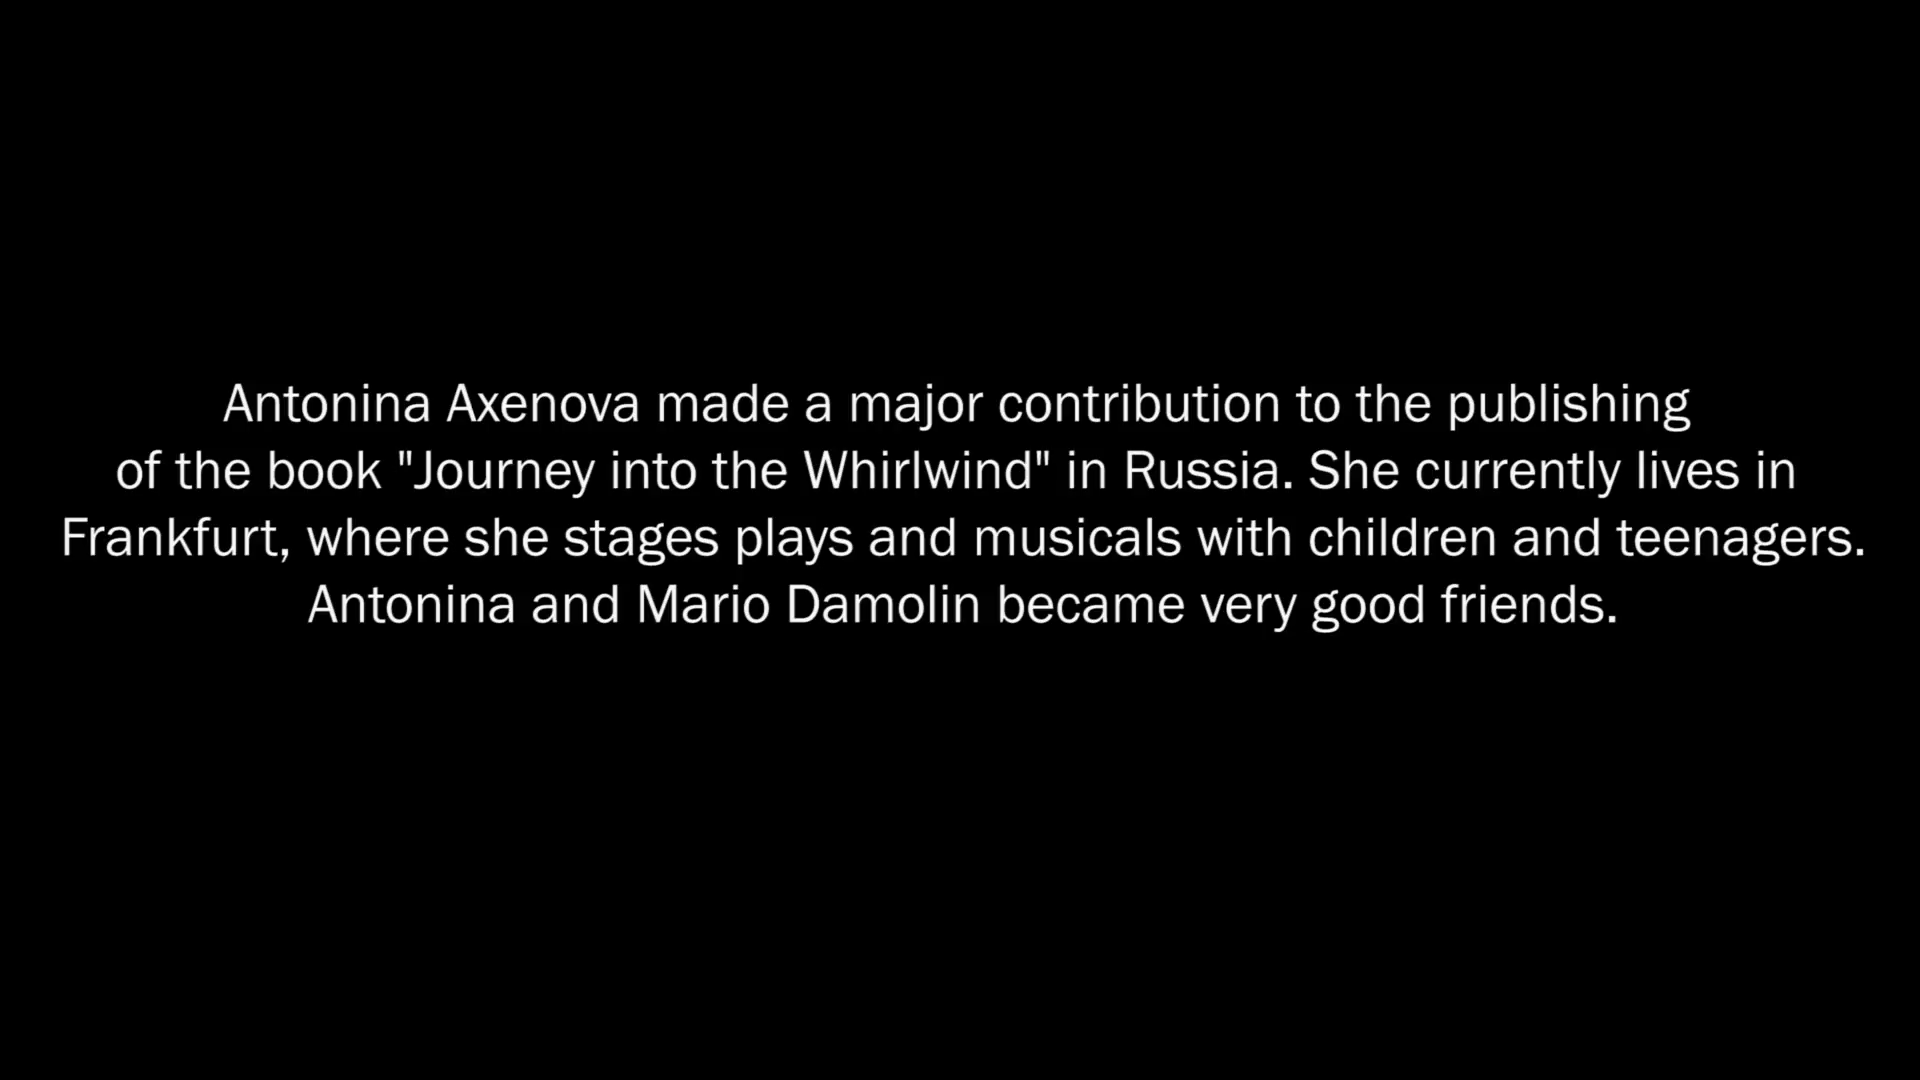 Antonina Axenova made a major contribution to the publishing
of the book "Journey into the Whirlwind" in Russia. She currently lives in
Frankfurt, where she stages plays and musicals with children and teenagers.
Antonina and Mario Damolin became very good friends.